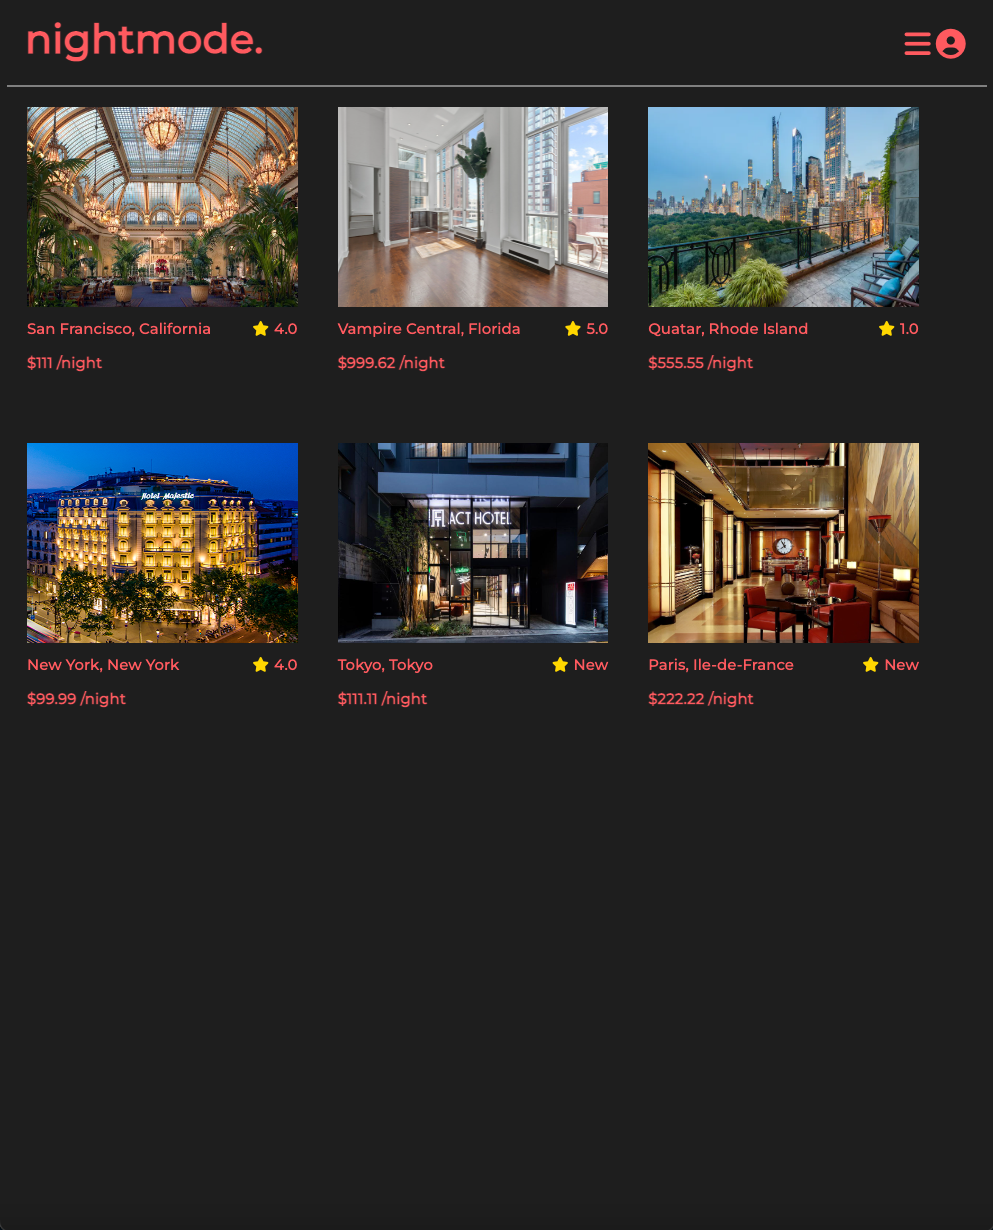 nightmode.
San Francisco, California 4.0
$111 /night
Vampire Central, Florida 5.0
$999.62 /night
Quatar, Rhode Island 1.0
$555.55 /night
Hotel Majestic
New York, New York 4.0
$99.99 /night
ACT HOTEL
Tokyo, Tokyo New
$111.11 /night
Paris, Ile-de-France New
$222.22 /night